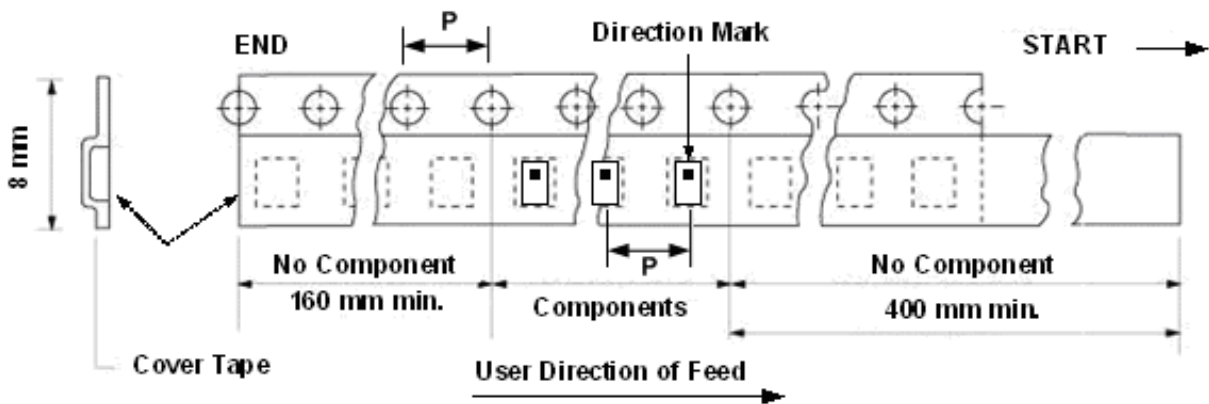 P
END
Direction Mark
START
8 mm
No Component
160 mm min.
P
Components
No Component
400 mm min.
Cover Tape
User Direction of Feed